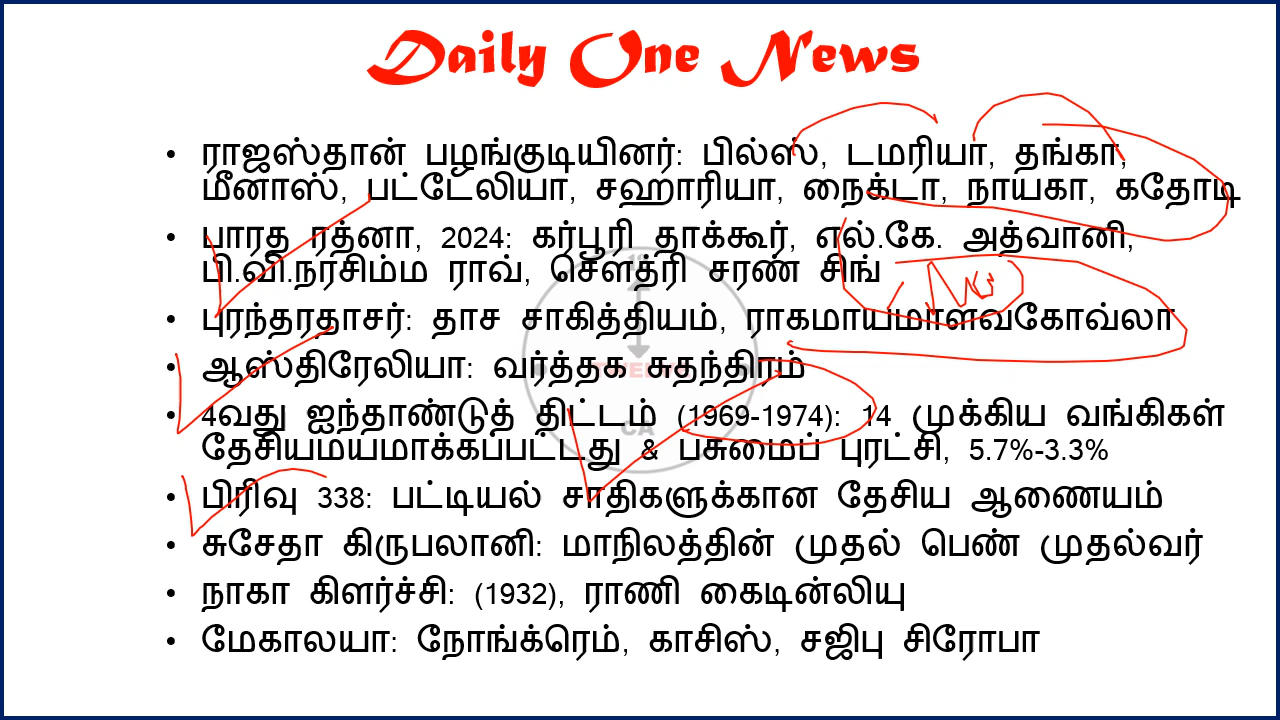 Daily One News
• ராஜஸ்தான் பழங்குடியினர்: பில்ஸ், டமரியா, தங்கா,
மீனாஸ், பட்டேலியா, சஹாரியா, நைக்டா, நாயகா, கதோடி
• பாரத ரத்னா, 2024: கர்பூரி தாக்கூர், எல்.கே. அத்வானி,
பி.வி.நரசிம்ம ராவ், சௌத்ரி சரண் சிங்
• புரந்தரதாசர்: தாச சாகித்தியம், ராகமாயமாளவகோவ்லா
• ஆஸ்திரேலியா: வர்த்தக சுதந்திரம்
• 4வது ஐந்தாண்டுத் திட்டம் (1969-1974): 14 முக்கிய வங்கிகள்
தேசியமயமாக்கப்பட்டது & பசுமைப் புரட்சி, 5.7%-3.3%
• பிரிவு 338: பட்டியல் சாதிகளுக்கான தேசிய ஆணையம்
• சுசேதா கிருபலானி: மாநிலத்தின் முதல் பெண் முதல்வர்
• நாகா கிளர்ச்சி: (1932), ராணி கைடின்லியு
• மேகாலயா: நோங்க்ரெம், காசிஸ், சஜிபு சிரோபா
CA